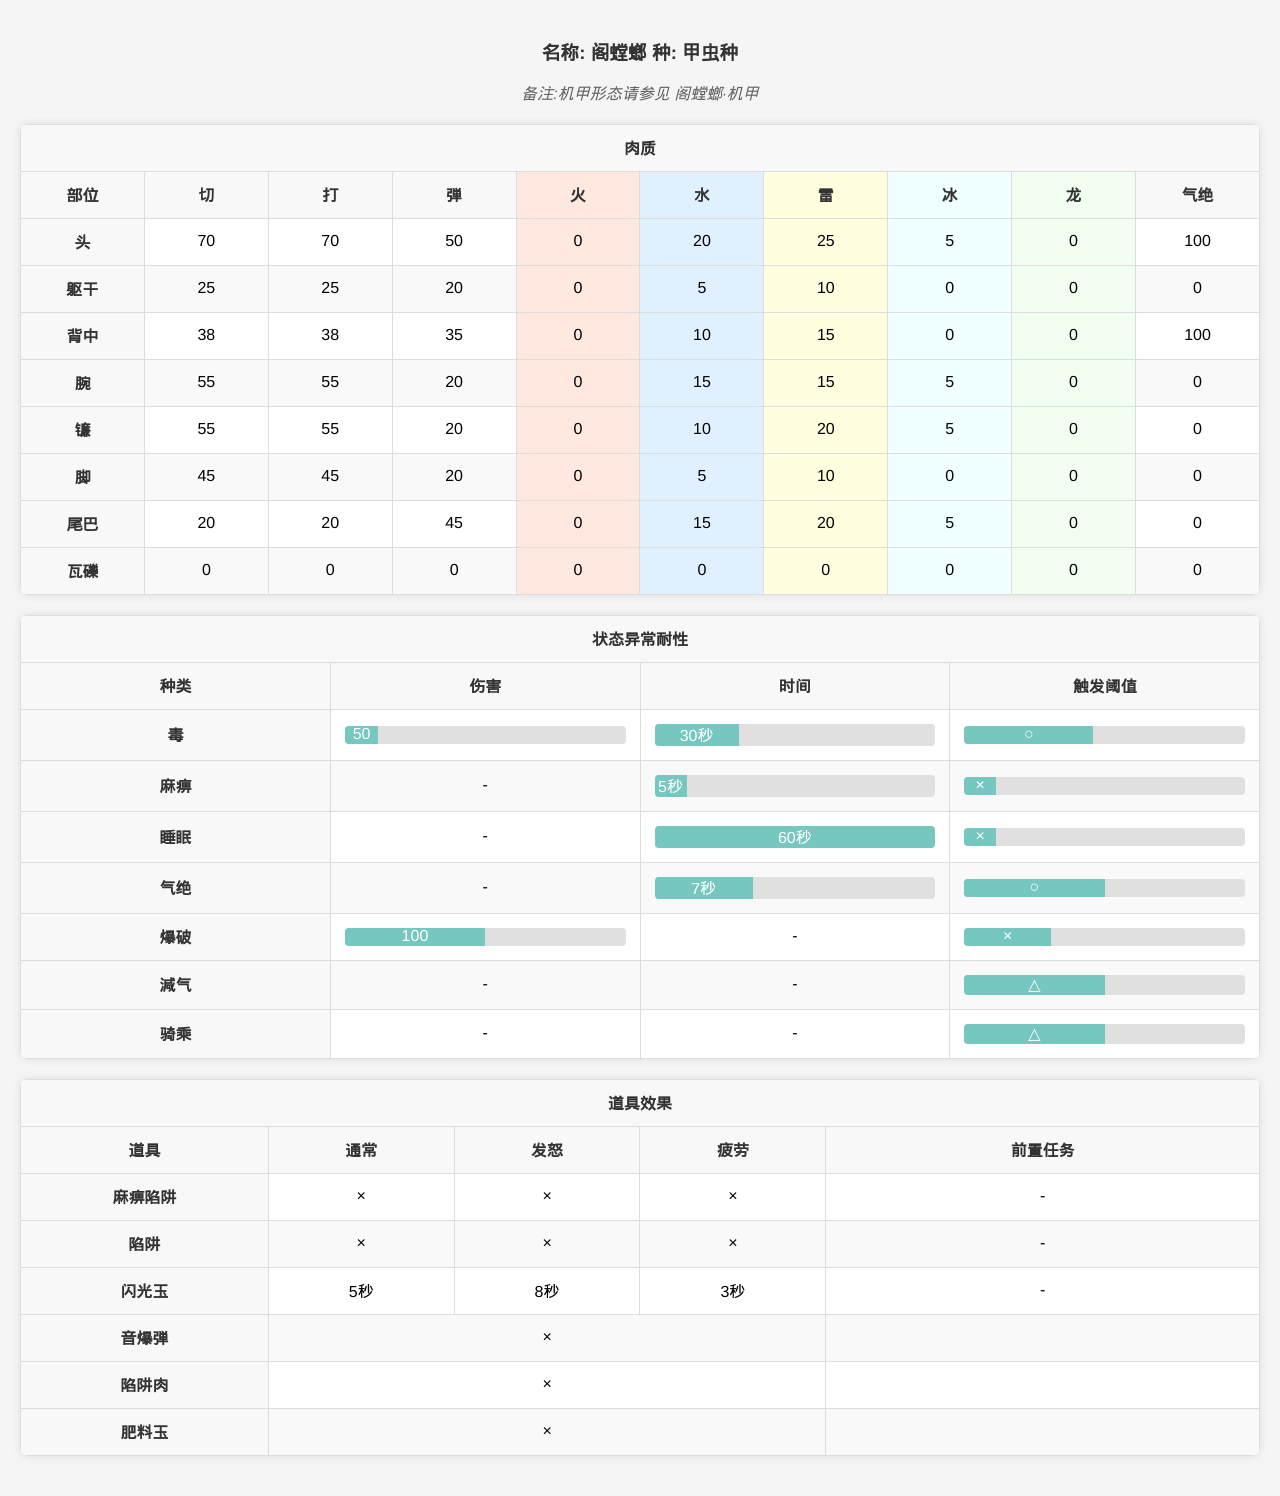 名称: 阁螳螂 种: 甲虫种
备注:机甲形态请参见 阁螳螂·机甲
肉质
部位 切 打 弹 火 水 雷 冰 龙 气绝
头 70 70 50 0 20 25 5 0 100
躯干 25 25 20 0 5 10 0 0 0
背中 38 38 35 0 10 15 0 0 100
腕 55 55 20 0 15 15 5 0 0
镰 55 55 20 0 10 20 5 0 0
脚 45 45 20 0 5 10 0 0 0
尾巴 20 20 45 0 15 20 5 0 0
瓦礫 0 0 0 0 0 0 0 0 0
状态异常耐性
种类 伤害 时间 触发阈值
毒 50 30秒 ○
麻痹 - 5秒 ×
睡眠 - 60秒 ×
气绝 - 7秒 ○
爆破 100 - ×
減气 - - △
骑乘 - - △
道具效果
道具 通常 发怒 疲劳 前置任务
麻痹陷阱 × × × -
陷阱 × × × -
闪光玉 5秒 8秒 3秒 -
音爆弹 ×
陷阱肉 ×
肥料玉 ×